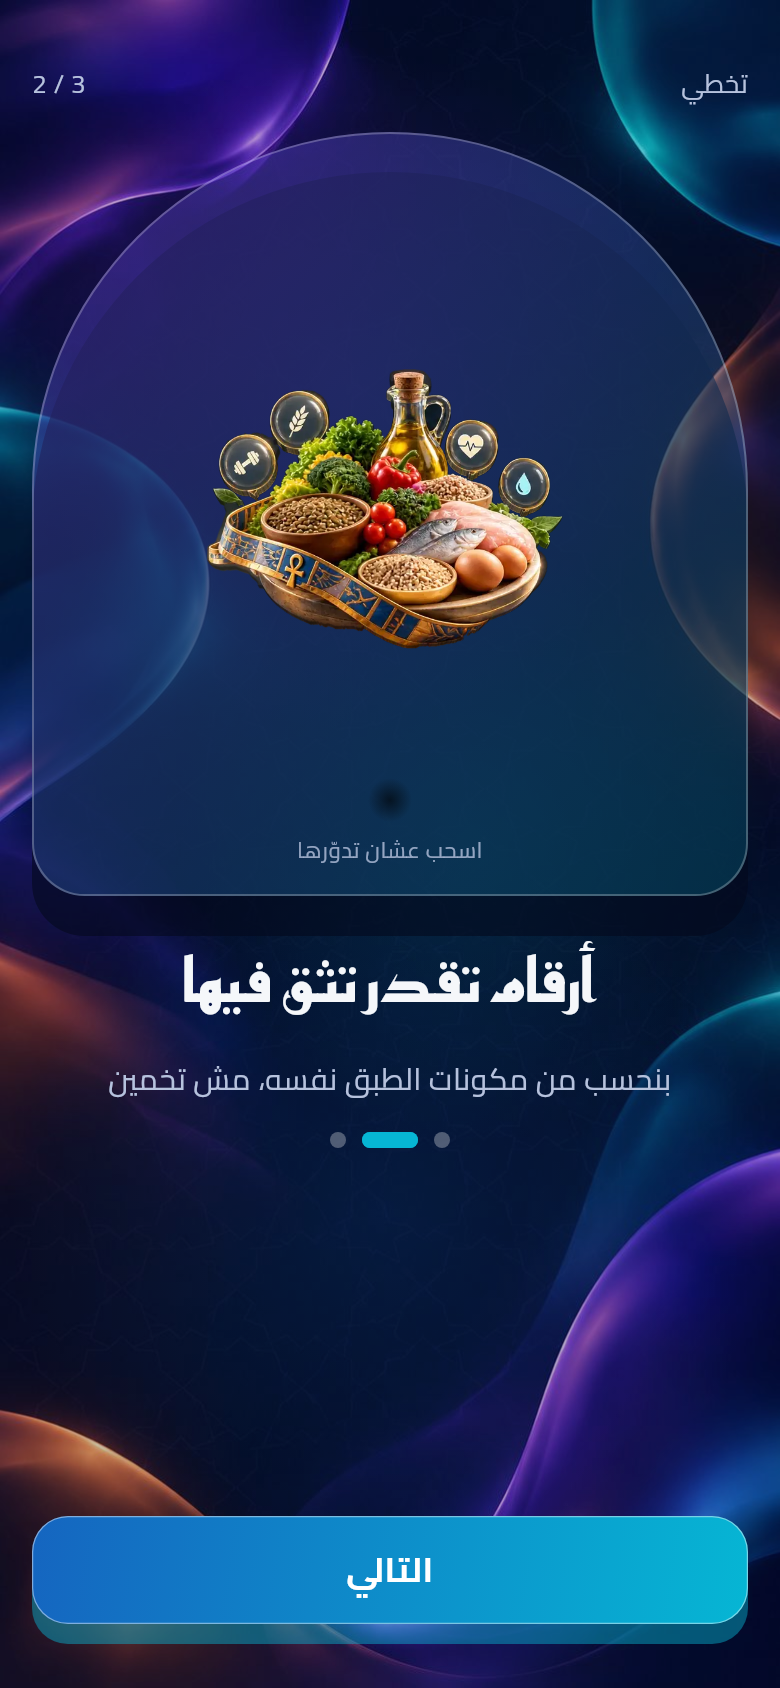 تخطي
2 / 3
اسحب عشان تدوّرها
أرقام تقدر تثق فيها
بنحسب من مكونات الطبق نفسه، مش تخمين
التالي